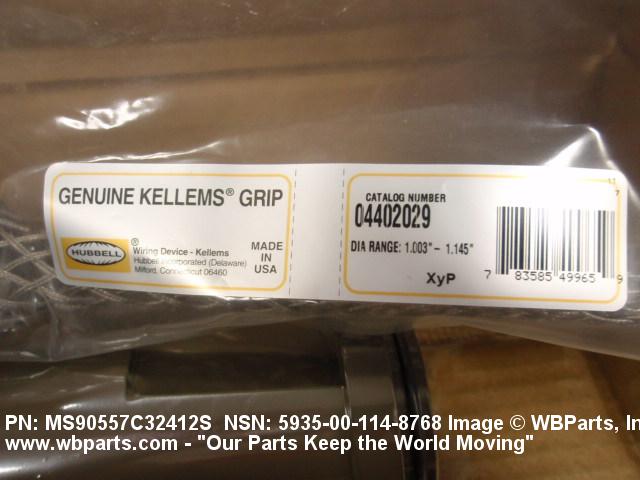 GENUINE KELLEMS® GRIP
HUBBELL
®
Wiring Device - Kellems
Hubbell Incorporated (Delaware)
Milford, Connecticut 06460
MADE
IN
USA
CATALOG NUMBER
04402029
DIA RANGE: 1.003" - 1.145"
XyP
7 83585 49965 9
PN: MS90557C32412S NSN: 5935-00-114-8768 Image © WBParts, In
www.wbparts.com - "Our Parts Keep the World Moving"